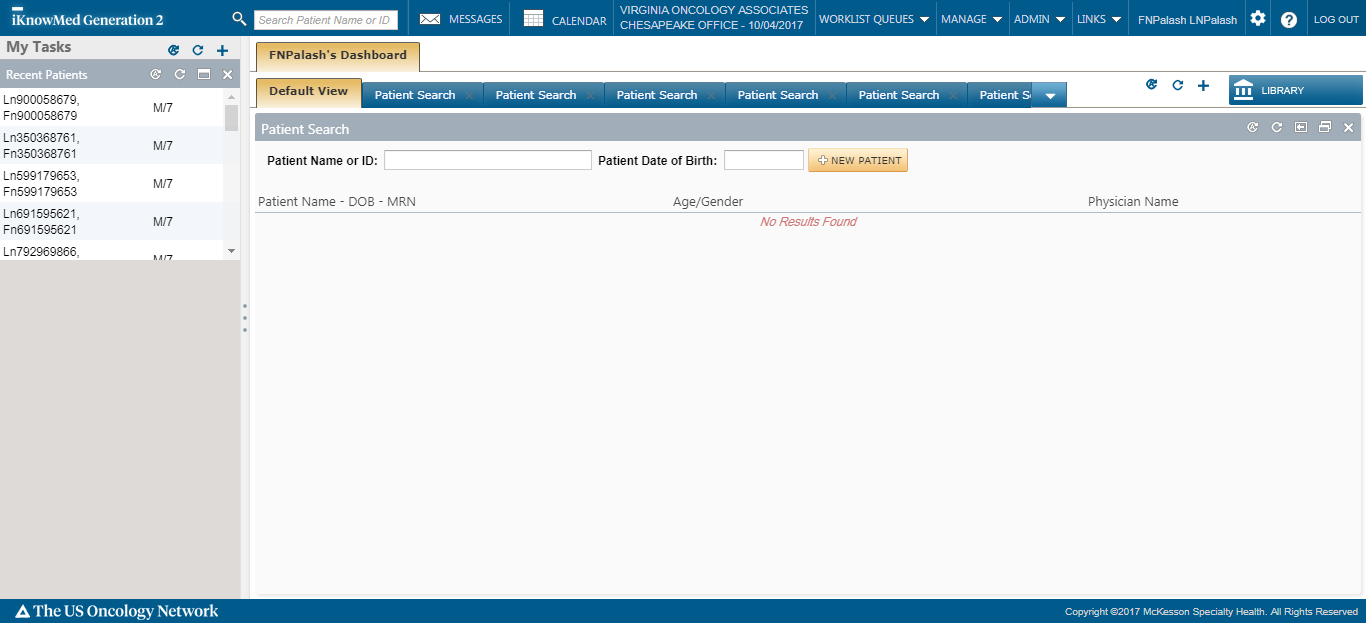 iKnowMed Generation 2
Search Patient Name or ID
MESSAGES
CALENDAR
VIRGINIA ONCOLOGY ASSOCIATES
CHESAPEAKE OFFICE - 10/04/2017
WORKLIST QUEUES
MANAGE
ADMIN
LINKS
FNPalash LNPalash
LOG OUT
My Tasks
Recent Patients
Ln900058679,
Fn900058679
M/7
Ln350368761,
Fn350368761
M/7
Ln599179653,
Fn599179653
M/7
Ln691595621,
Fn691595621
M/7
Ln792969866,
M/7
FNPalash's Dashboard
Default View
Patient Search
Patient Search
Patient Search
Patient Search
Patient Search
Patient S
LIBRARY
Patient Search
Patient Name or ID:
Patient Date of Birth:
NEW PATIENT
Patient Name - DOB - MRN
Age/Gender
Physician Name
No Results Found
The US Oncology Network
Copyright ©2017 McKesson Specialty Health. All Rights Reserved